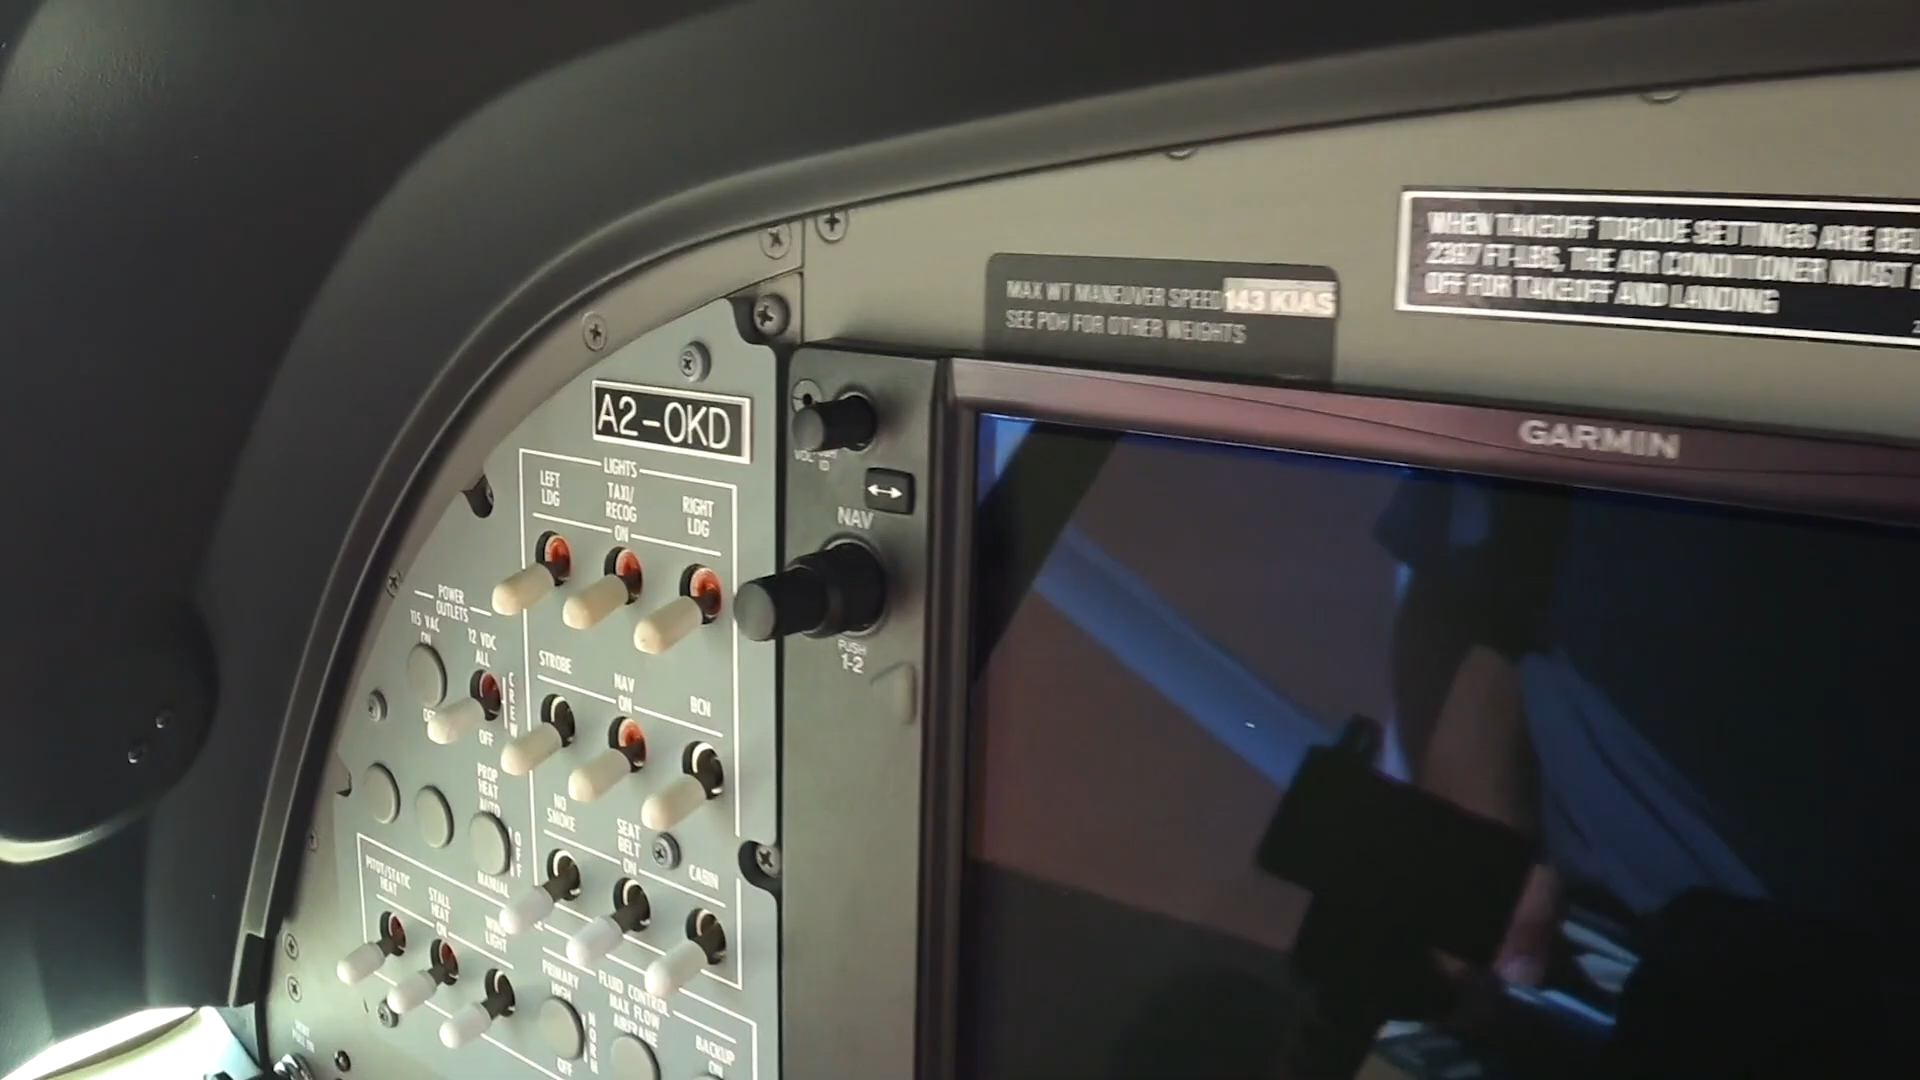 WHEN TAKEOFF TORQUE SETTINGS ARE
2397 FT-LBS, THE AIR CONDITIONER MUST
OFF FOR TAKEOFF AND LANDING
MAX WT MANEUVER SPEED 143 KIAS
SEE POH FOR OTHER WEIGHTS
GARMIN
A2-OKD
LIGHTS
LEFT LDG
TAXI/ RECOG
RIGHT LDG
ON
VOL ID
NAV
PUSH
1-2
POWER
OUTLETS
115 VAC
ON
12 VDC
ALL
CREW
OFF
OFF
STROBE
NAV
BCN
ON
PROP
HEAT
AUTO
OFF
MANUAL
NO
SMOKE
SEAT
BELT
CABIN
ON
PITOT/STATIC
HEAT
STALL
HEAT
ON
LIGHT
PRIMARY
HIGH
NORM
OFF
FLUID CONTROL
MAX FLOW
AIRFRAME
BACKUP
ON